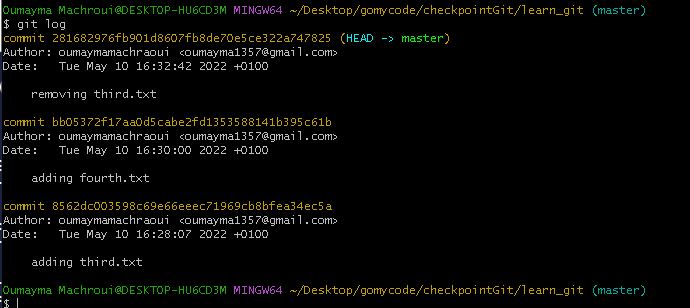 Oumayma Machroui@DESKTOP-HU6CD3M MINGW64 ~/Desktop/gomycode/checkpointGit/learn_git (master)
$ git log
commit 281682976fb901d8607fb8de70e5ce322a747825 (HEAD -> master)
Author: oumaymamachraoui <oumayma1357@gmail.com>
Date:   Tue May 10 16:32:42 2022 +0100
    removing third.txt
commit bb05372f17aa0d5cabe2fd1353588141b395c61b
Author: oumaymamachraoui <oumayma1357@gmail.com>
Date:   Tue May 10 16:30:00 2022 +0100
    adding fourth.txt
commit 8562dc003598c69e66eeec71969cb8bfea34ec5a
Author: oumaymamachraoui <oumayma1357@gmail.com>
Date:   Tue May 10 16:28:07 2022 +0100
    adding third.txt
Oumayma Machroui@DESKTOP-HU6CD3M MINGW64 ~/Desktop/gomycode/checkpointGit/learn_git (master)
$